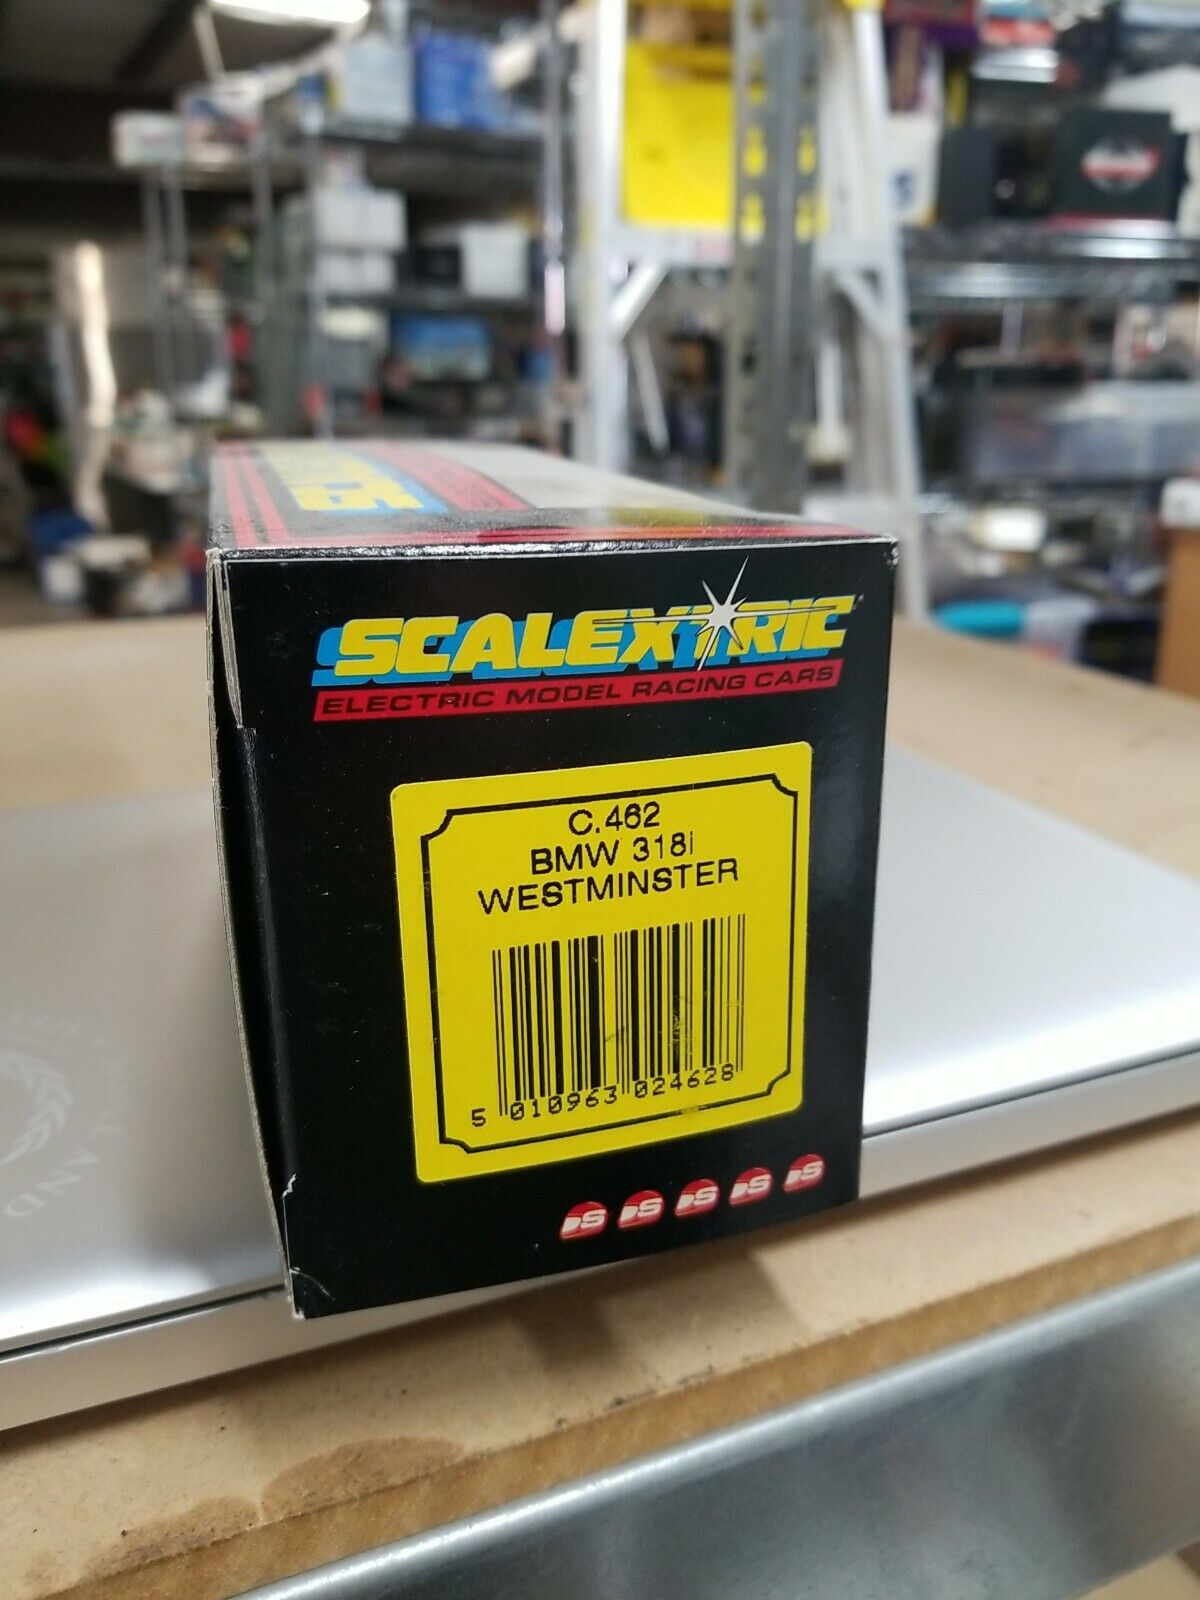 SCALEXTRIC
ELECTRIC MODEL RACING CARS
C.462
BMW 318i
WESTMINSTER
5 010963 024628